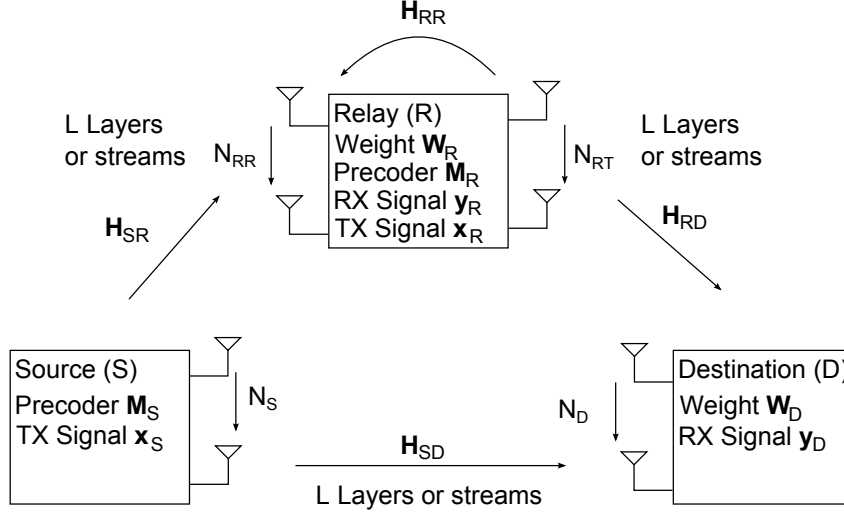 H_RR
L Layers
or streams
N_RR
Relay (R)
Weight W_R
Precoder M_R
RX Signal y_R
TX Signal x_R
N_RT
L Layers
or streams
H_SR
H_RD
Source (S)
Precoder M_S
TX Signal x_S
N_S
H_SD
L Layers or streams
N_D
Destination (D)
Weight W_D
RX Signal y_D